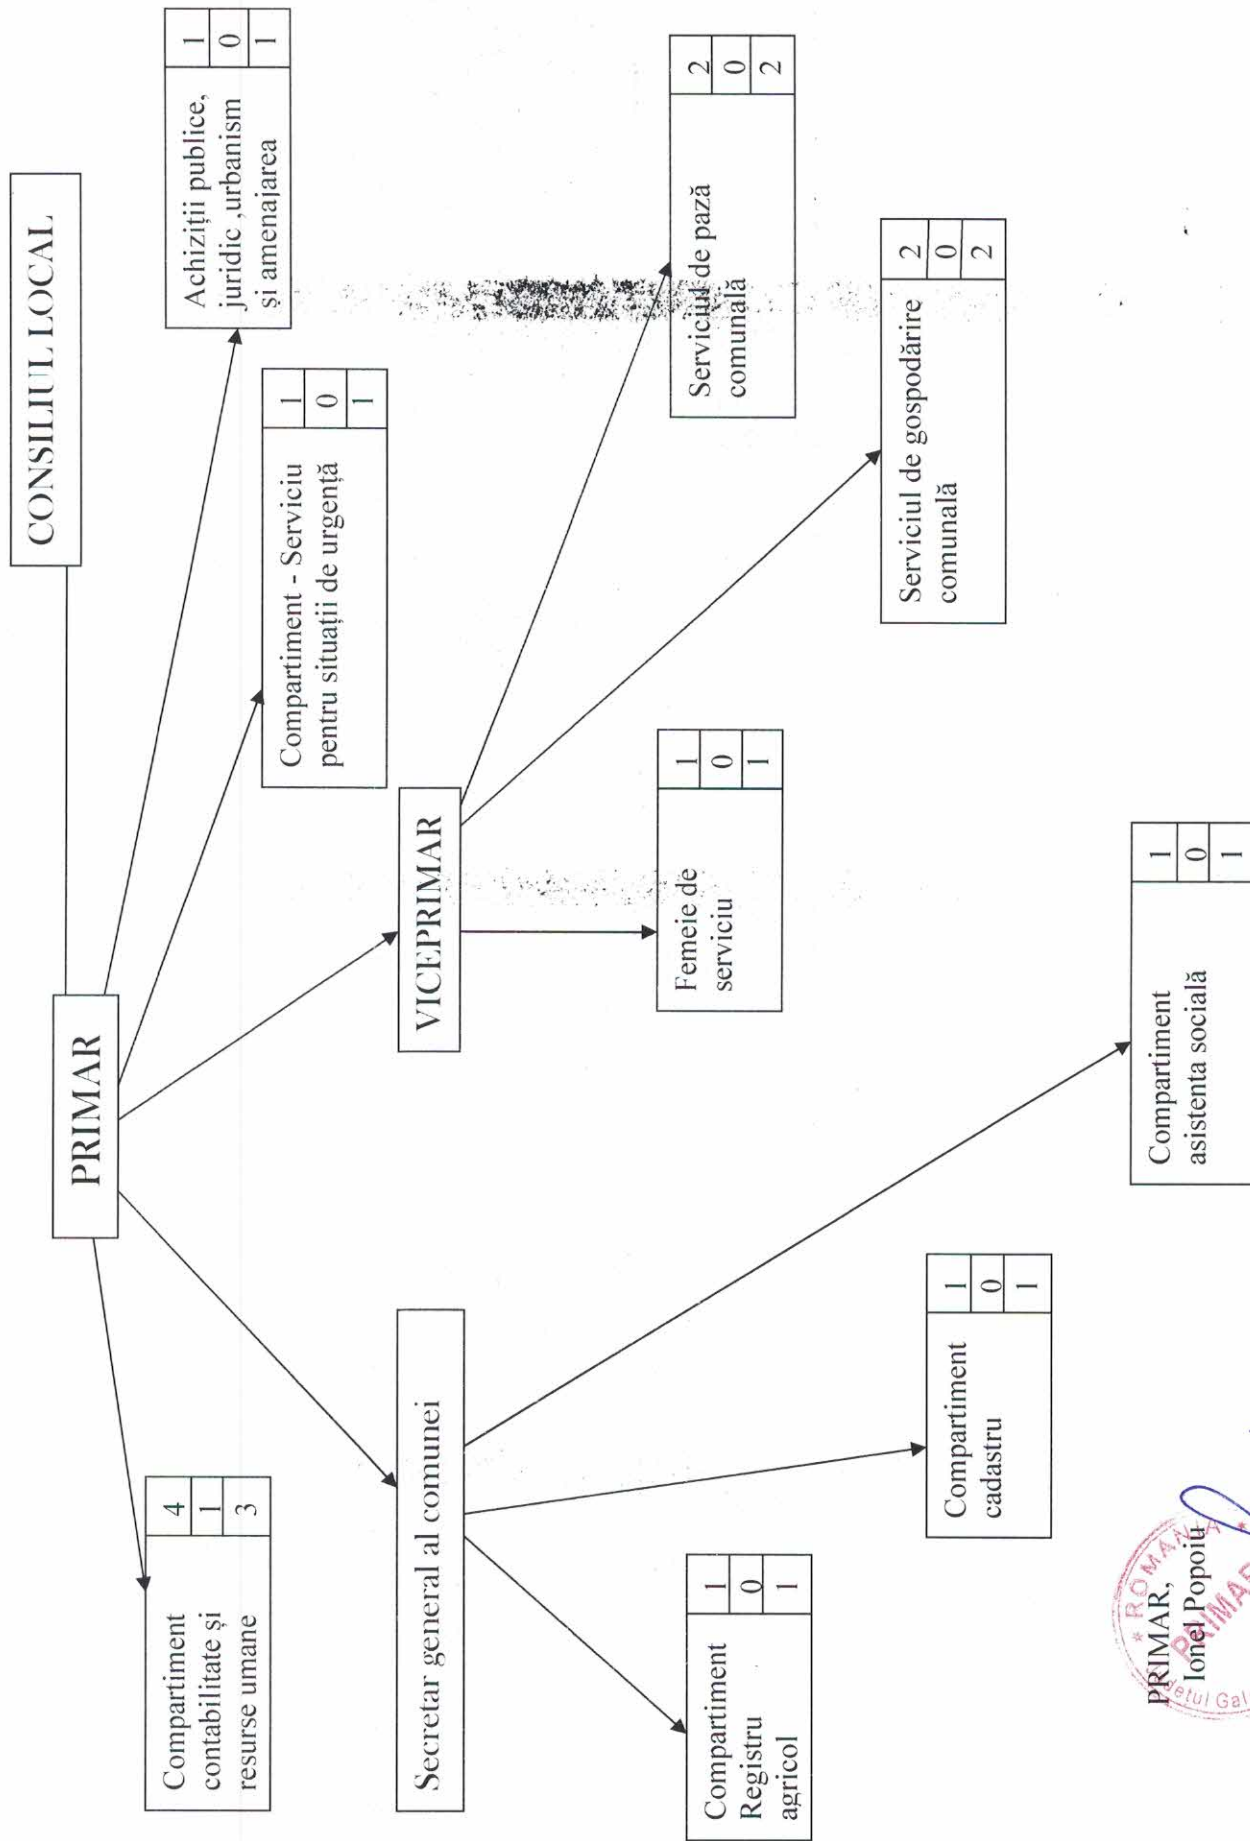 CONSILIUL LOCAL
PRIMAR
Compartiment
contabilitate și
resurse umane
4
1
3
Compartiment - Serviciu
pentru situații de urgență
1
0
1
Achiziții publice,
juridic ,urbanism
și amenajarea
1
0
1
Secretar general al comunei
VICEPRIMAR
Compartiment
Registru
agricol
1
0
1
Femeie de
serviciu
1
0
1
Serviciul de pază
comunală
2
0
2
Compartiment
cadastru
1
0
1
Serviciul de gospodărire
comunală
2
0
2
Compartiment
asistenta socială
1
0
1
PRIMAR,
Ionel Popoiu
* ROMANIA *